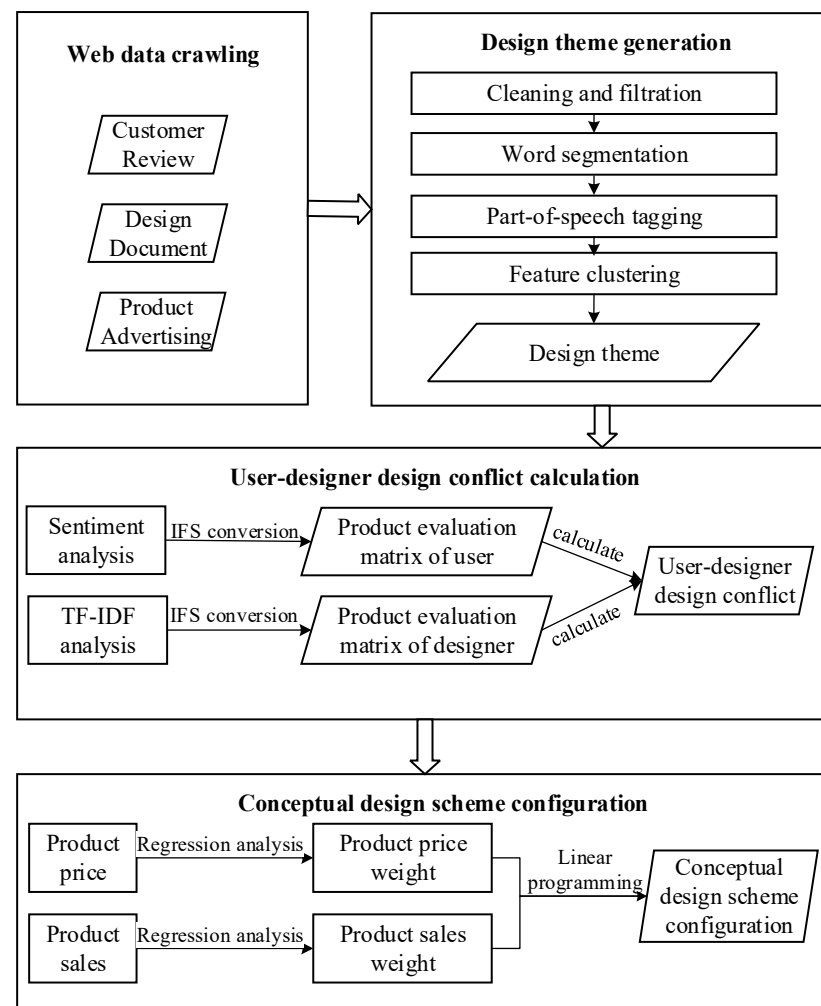 Web data crawling
Customer
Review
Design
Document
Product
Advertising
Design theme generation
Cleaning and filtration
Word segmentation
Part-of-speech tagging
Feature clustering
Design theme
User-designer design conflict calculation
Sentiment
analysis
IFS conversion
Product evaluation
matrix of user
calculate
TF-IDF
analysis
IFS conversion
Product evaluation
matrix of designer
calculate
User-designer
design conflict
Conceptual design scheme configuration
Product
price
Regression analysis
Product price
weight
Product
sales
Regression analysis
Product sales
weight
Linear
programming
Conceptual
design scheme
configuration